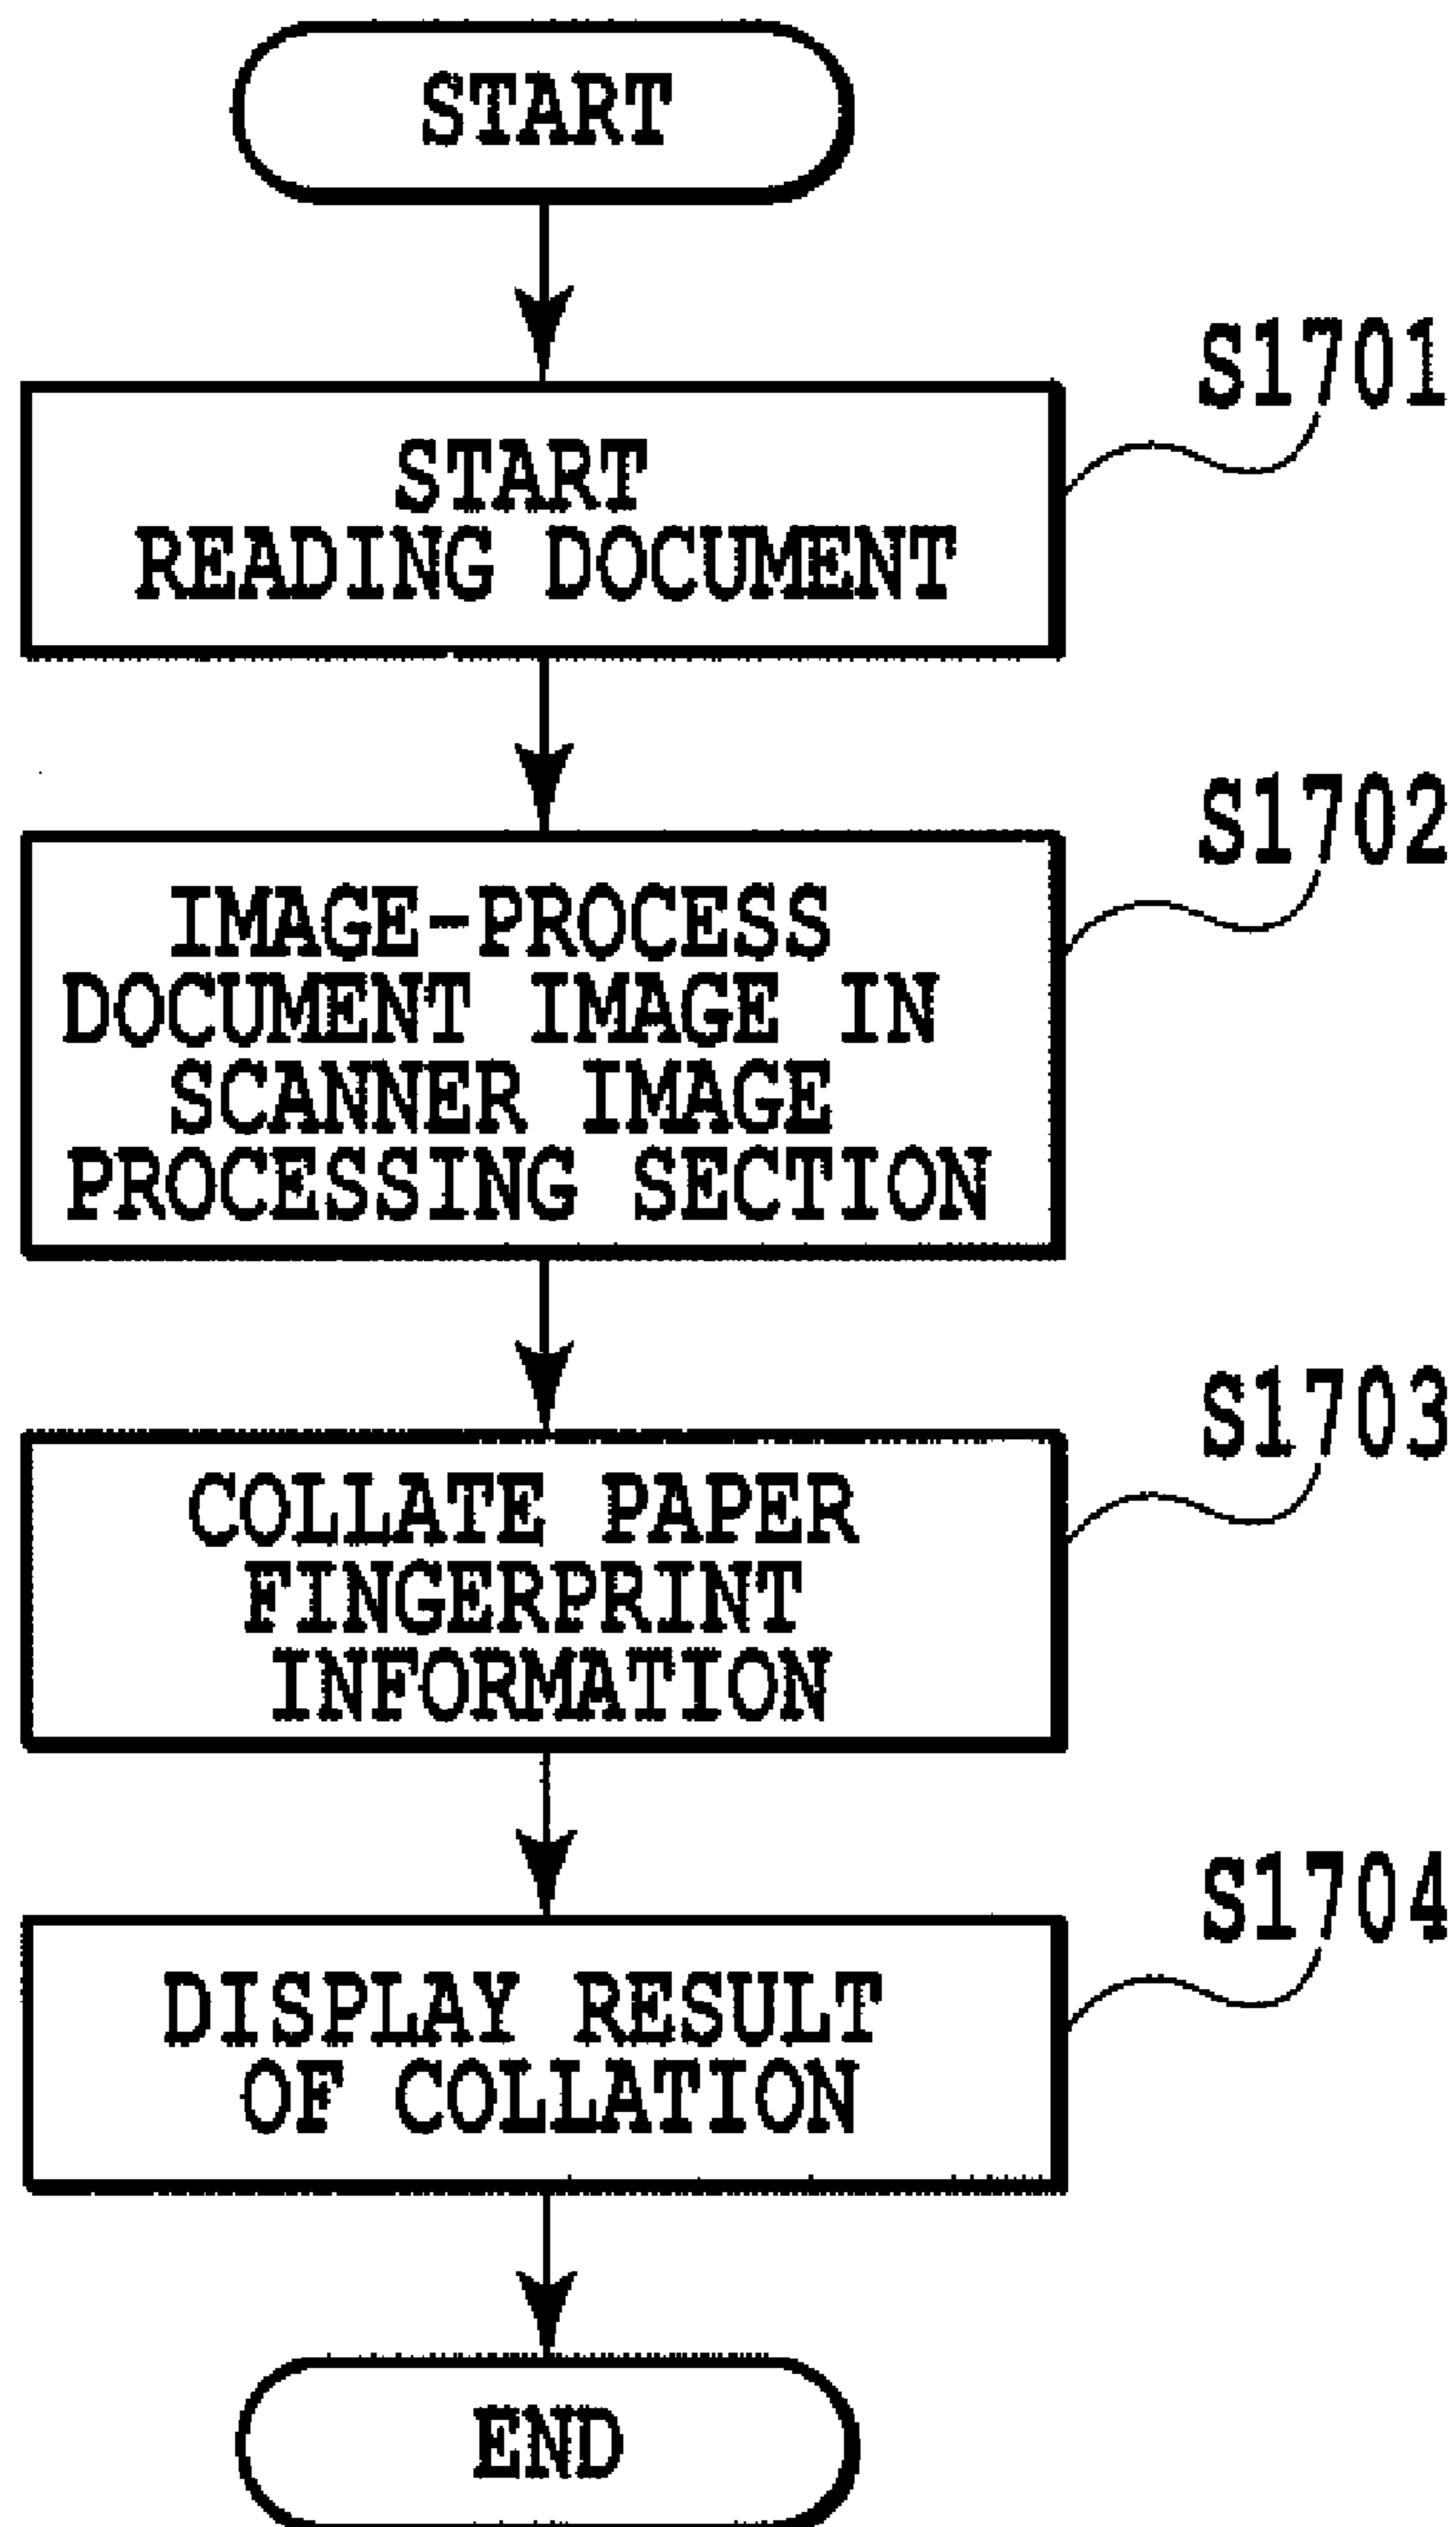 START
S1701
START
READING DOCUMENT
S1702
IMAGE-PROCESS
DOCUMENT IMAGE IN
SCANNER IMAGE
PROCESSING SECTION
S1703
COLLATE PAPER
FINGERPRINT
INFORMATION
S1704
DISPLAY RESULT
OF COLLATION
END